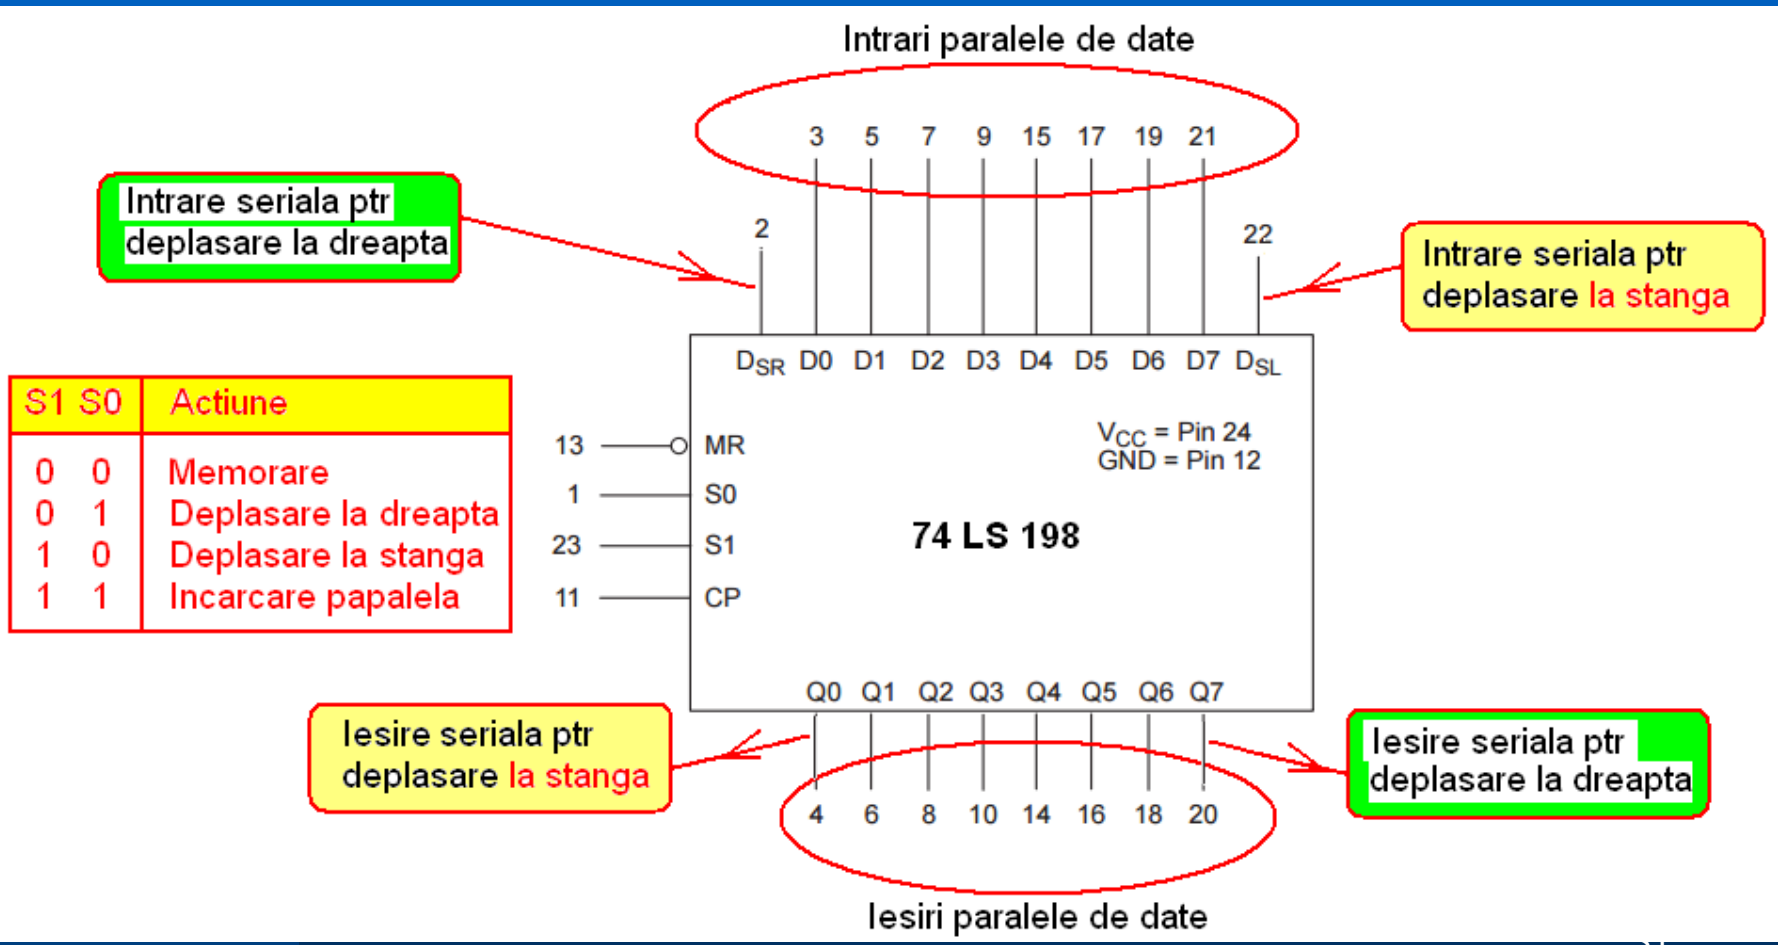 Intrari paralele de date
3 5 7 9 15 17 19 21
Intrare seriala ptr
deplasare la dreapta
2
22
Intrare seriala ptr
deplasare la stanga
DSR D0 D1 D2 D3 D4 D5 D6 D7 DSL
S1 S0 Actiune
0 0 Memorare
0 1 Deplasare la dreapta
1 0 Deplasare la stanga
1 1 Incarcare papalela
13 MR
1 S0
23 S1
11 CP
VCC = Pin 24
GND = Pin 12
74 LS 198
Q0 Q1 Q2 Q3 Q4 Q5 Q6 Q7
Iesire seriala ptr
deplasare la stanga
Iesire seriala ptr
deplasare la dreapta
4 6 8 10 14 16 18 20
Iesiri paralele de date